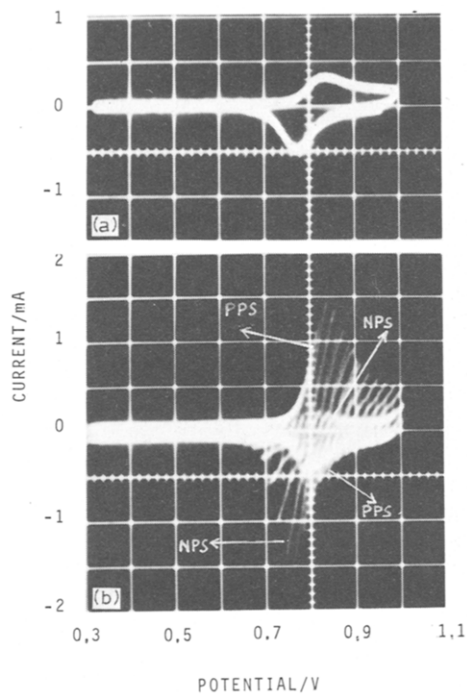 1
0
-1
(a)
2
PPS
NPS
1
0
-1
PPS
NPS
-2
(b)
0,3 0,5 0,7 0,9 1,1
POTENTIAL/V
CURRENT/mA